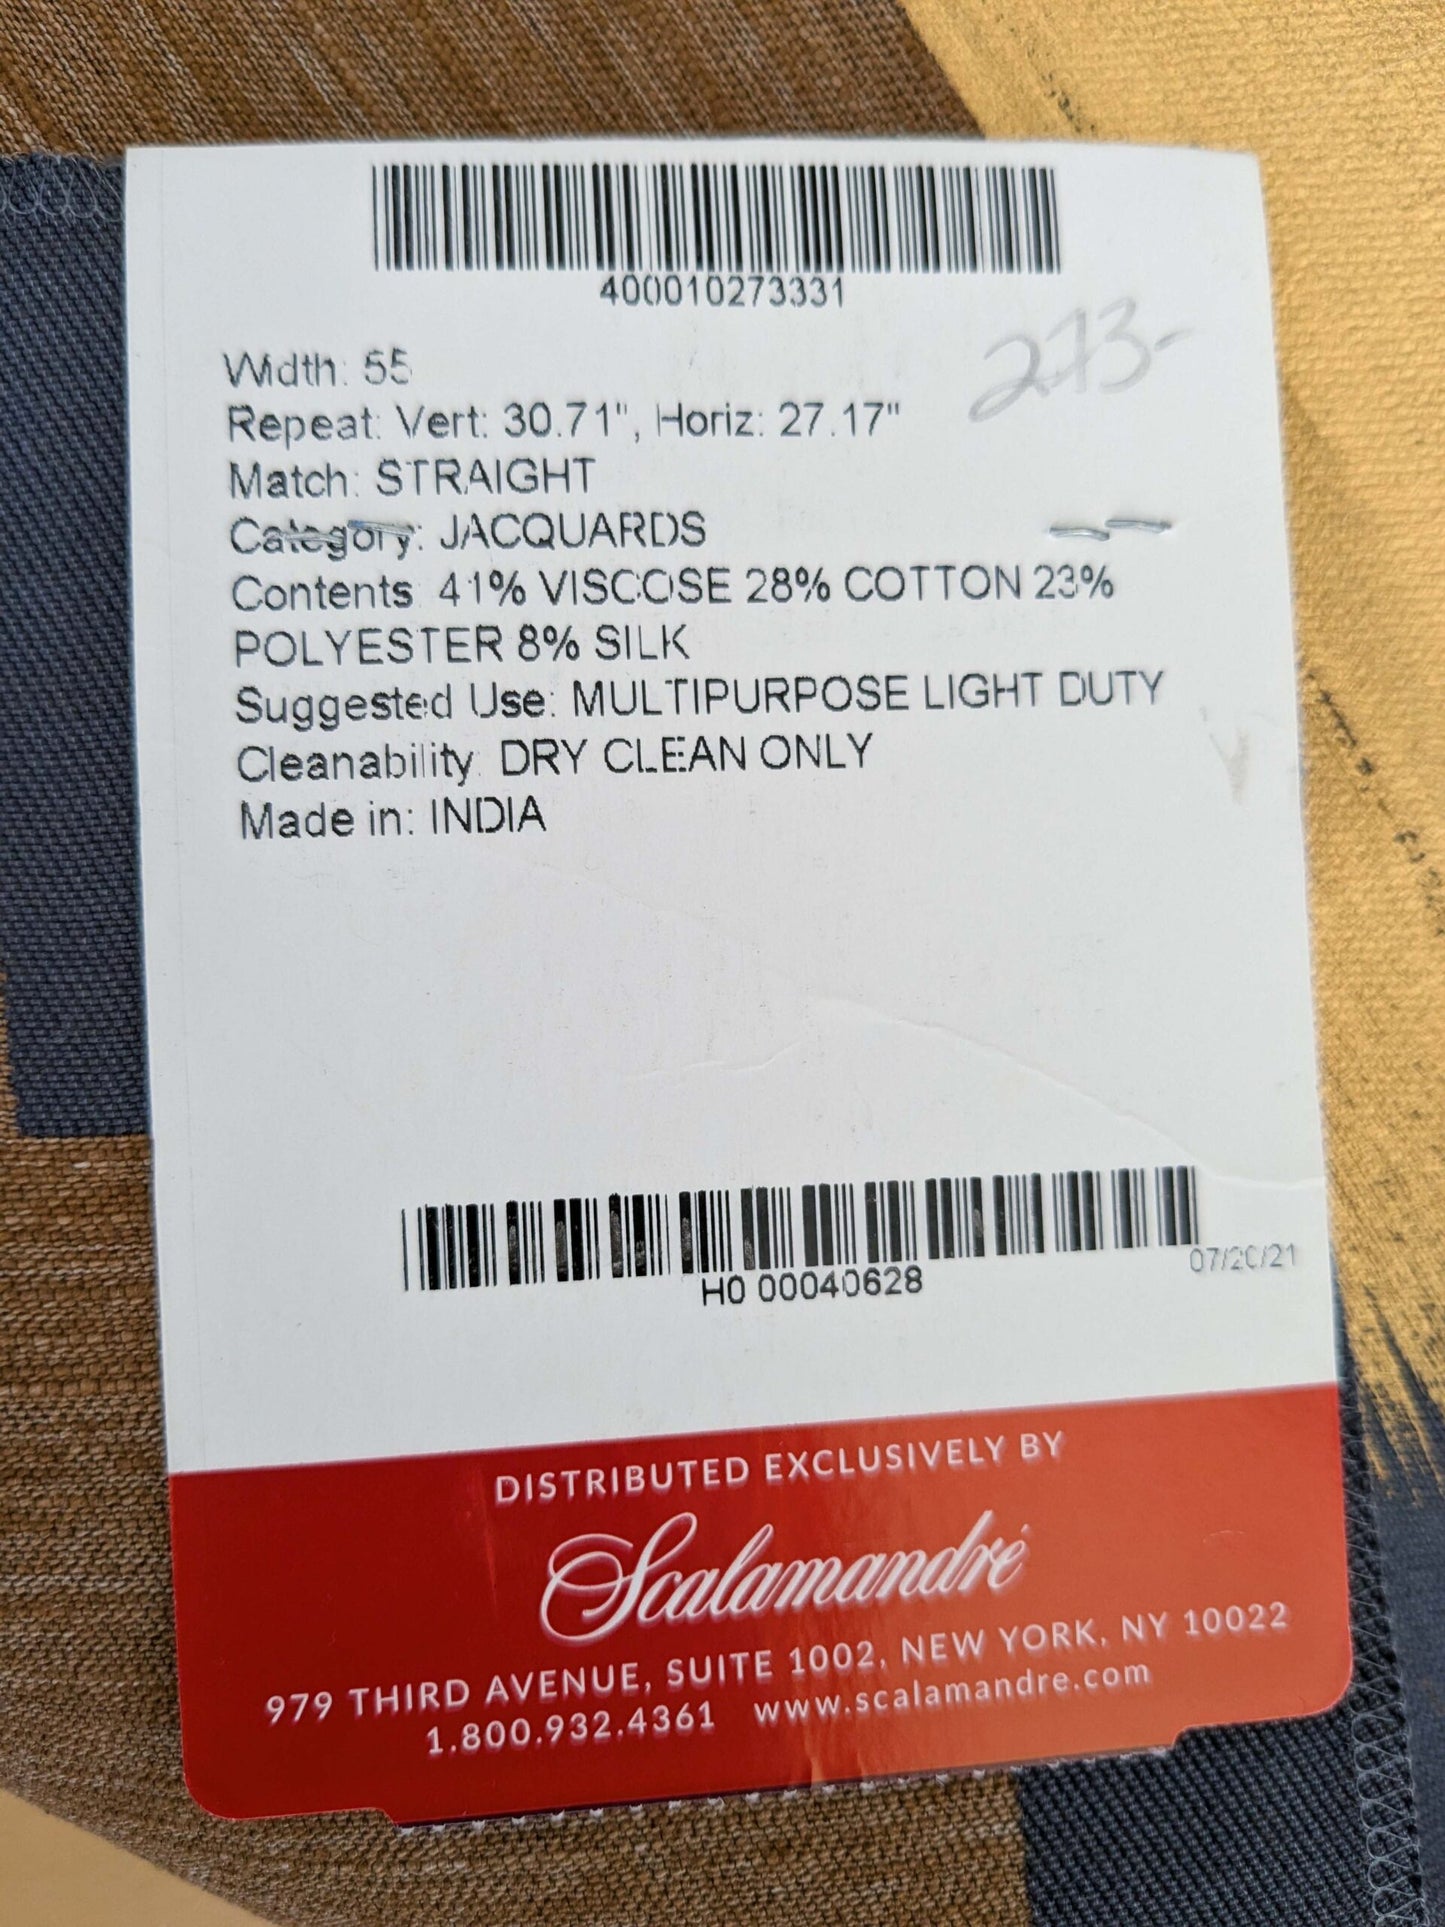 400010273331
273-
Width: 55
Repeat: Vert: 30.71", Horiz: 27.17"
Match: STRAIGHT
Category: JACQUARDS
Contents: 41% VISCOSE 28% COTTON 23%
POLYESTER 8% SILK
Suggested Use: MULTIPURPOSE LIGHT DUTY
Cleanability: DRY CLEAN ONLY
Made in: INDIA
H0 00040628
07/20/21
DISTRIBUTED EXCLUSIVELY BY
Scalamandré
979 THIRD AVENUE, SUITE 1002, NEW YORK, NY 10022
1.800.932.4361 www.scalamandre.com